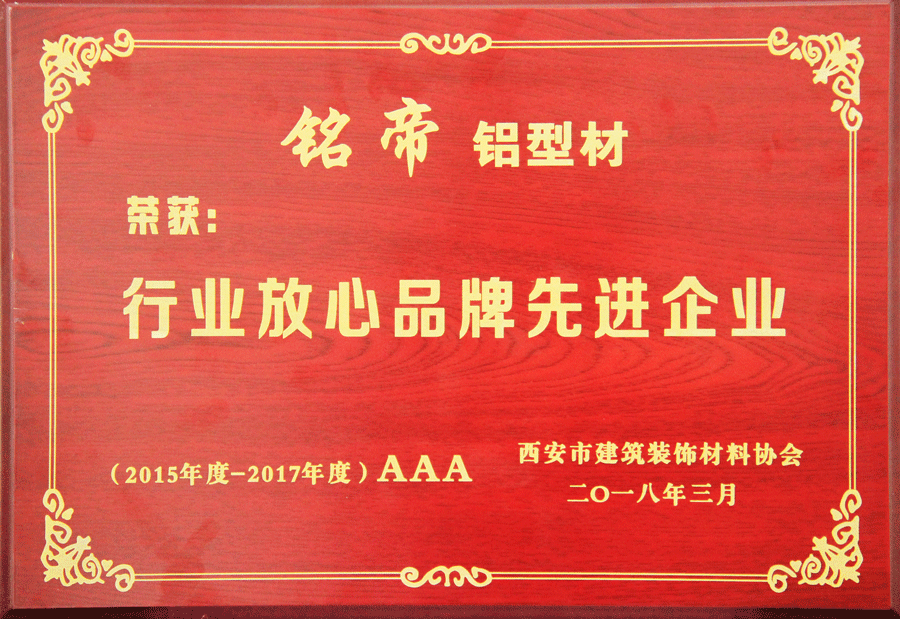 铭帝 铝型材
荣获：
行业放心品牌先进企业
（2015年度-2017年度）AAA
西安市建筑装饰材料协会
二O一八年三月